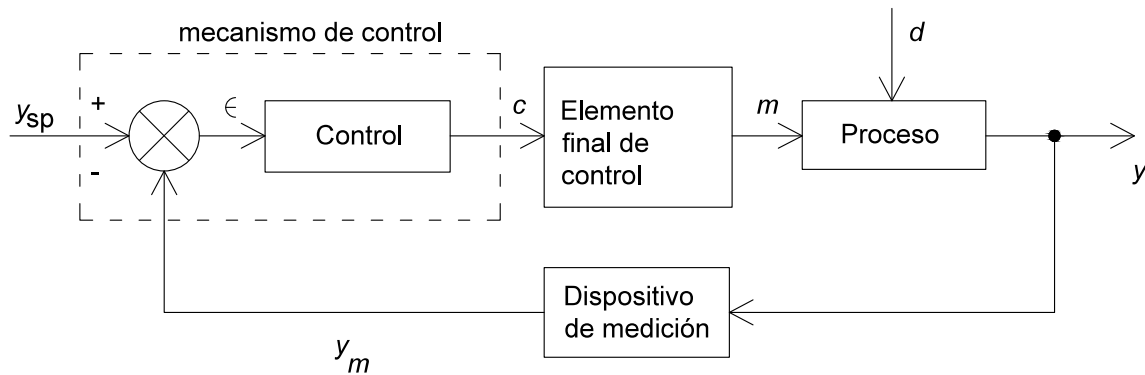 mecanismo de control
d
y_sp
+
-
∈
Control
c
Elemento
final de
control
m
Proceso
y
Dispositivo
de medición
y_m